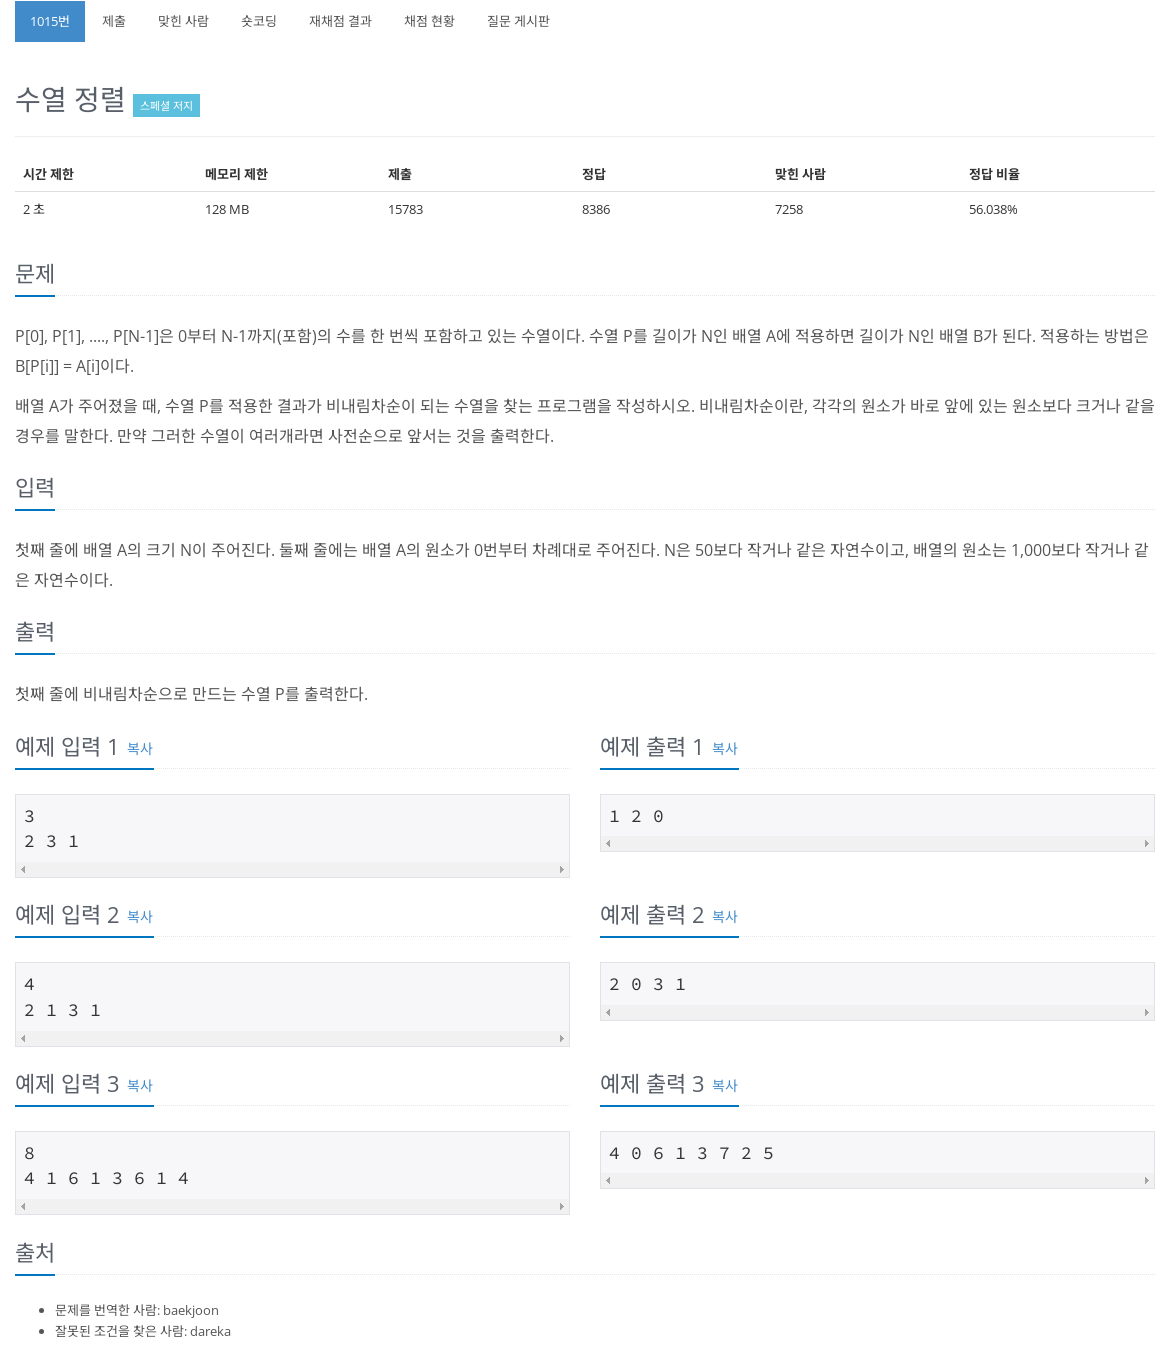 1015번 제출 맞힌 사람 숏코딩 재채점 결과 채점 현황 질문 게시판
수열 정렬 스페셜 저지
시간 제한 메모리 제한 제출 정답 맞힌 사람 정답 비율
2 초 128 MB 15783 8386 7258 56.038%
문제
P[0], P[1], ...., P[N-1]은 0부터 N-1까지(포함)의 수를 한 번씩 포함하고 있는 수열이다. 수열 P를 길이가 N인 배열 A에 적용하면 길이가 N인 배열 B가 된다. 적용하는 방법은
B[P[i]] = A[i]이다.
배열 A가 주어졌을 때, 수열 P를 적용한 결과가 비내림차순이 되는 수열을 찾는 프로그램을 작성하시오. 비내림차순이란, 각각의 원소가 바로 앞에 있는 원소보다 크거나 같을
경우를 말한다. 만약 그러한 수열이 여러개라면 사전순으로 앞서는 것을 출력한다.
입력
첫째 줄에 배열 A의 크기 N이 주어진다. 둘째 줄에는 배열 A의 원소가 0번부터 차례대로 주어진다. N은 50보다 작거나 같은 자연수이고, 배열의 원소는 1,000보다 작거나 같
은 자연수이다.
출력
첫째 줄에 비내림차순으로 만드는 수열 P를 출력한다.
예제 입력 1 복사
3
2 3 1
예제 출력 1 복사
1 2 0
예제 입력 2 복사
4
2 1 3 1
예제 출력 2 복사
2 0 3 1
예제 입력 3 복사
8
4 1 6 1 3 6 1 4
예제 출력 3 복사
4 0 6 1 3 7 2 5
출처
문제를 번역한 사람: baekjoon
잘못된 조건을 찾은 사람: dareka